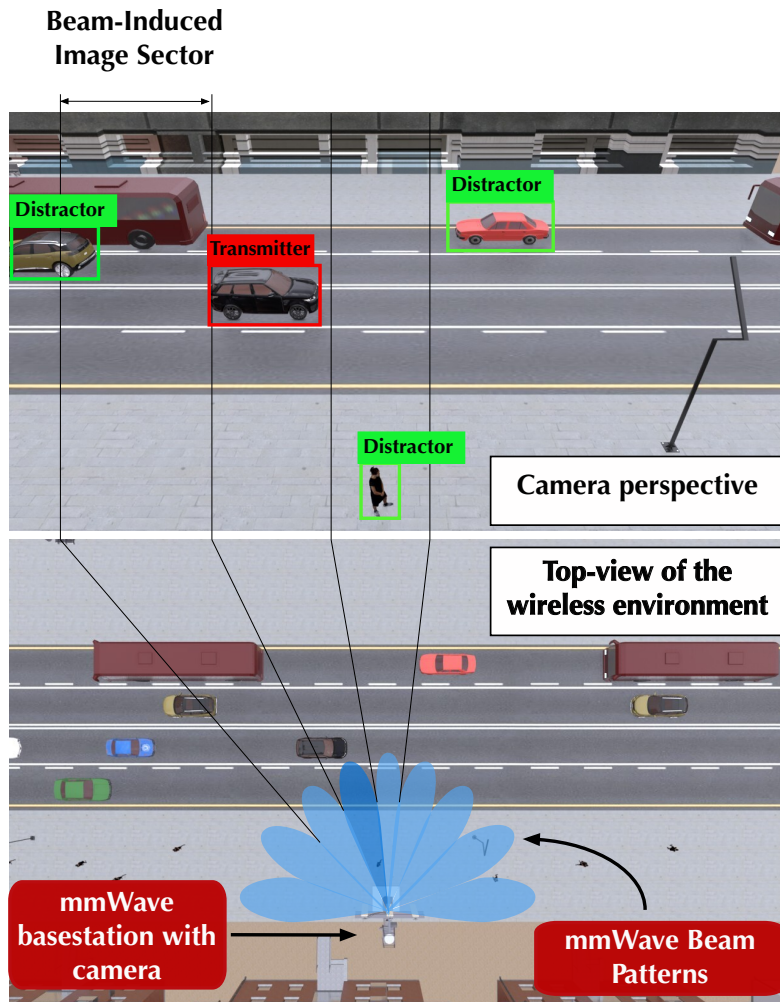 Beam-Induced
Image Sector
Distractor
Distractor
Transmitter
Distractor
Camera perspective
Top-view of the
wireless environment
mmWave
basestation with
camera
mmWave Beam
Patterns